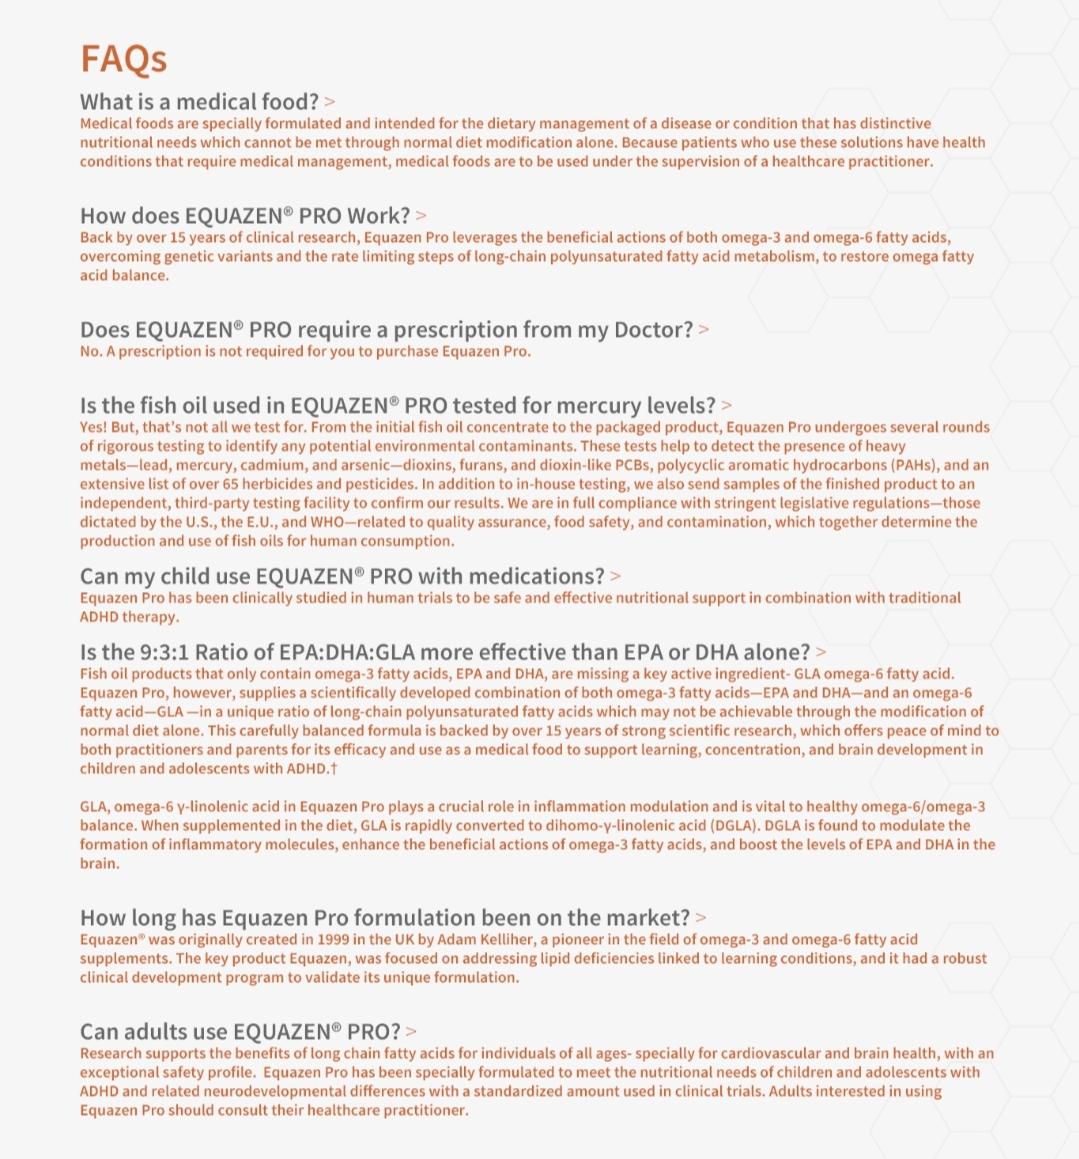 FAQs
What is a medical food? >
Medical foods are specially formulated and intended for the dietary management of a disease or condition that has distinctive
nutritional needs which cannot be met through normal diet modification alone. Because patients who use these solutions have health
conditions that require medical management, medical foods are to be used under the supervision of a healthcare practitioner.
How does EQUAZEN® PRO Work? >
Back by over 15 years of clinical research, Equazen Pro leverages the beneficial actions of both omega-3 and omega-6 fatty acids,
overcoming genetic variants and the rate limiting steps of long-chain polyunsaturated fatty acid metabolism, to restore omega fatty
acid balance.
Does EQUAZEN® PRO require a prescription from my Doctor? >
No. A prescription is not required for you to purchase Equazen Pro.
Is the fish oil used in EQUAZEN® PRO tested for mercury levels? >
Yes! But, that's not all we test for. From the initial fish oil concentrate to the packaged product, Equazen Pro undergoes several rounds
of rigorous testing to identify any potential environmental contaminants. These tests help to detect the presence of heavy
metals—lead, mercury, cadmium, and arsenic—dioxins, furans, and dioxin-like PCBs, polycyclic aromatic hydrocarbons (PAHs), and an
extensive list of over 65 herbicides and pesticides. In addition to in-house testing, we also send samples of the finished product to an
independent, third-party testing facility to confirm our results. We are in full compliance with stringent legislative regulations—those
dictated by the U.S., the E.U., and WHO—related to quality assurance, food safety, and contamination, which together determine the
production and use of fish oils for human consumption.
Can my child use EQUAZEN® PRO with medications? >
Equazen Pro has been clinically studied in human trials to be safe and effective nutritional support in combination with traditional
ADHD therapy.
Is the 9:3:1 Ratio of EPA:DHA:GLA more effective than EPA or DHA alone? >
Fish oil products that only contain omega-3 fatty acids, EPA and DHA, are missing a key active ingredient- GLA omega-6 fatty acid.
Equazen Pro, however, supplies a scientifically developed combination of both omega-3 fatty acids—EPA and DHA—and an omega-6
fatty acid—GLA —in a unique ratio of long-chain polyunsaturated fatty acids which may not be achievable through the modification of
normal diet alone. This carefully balanced formula is backed by over 15 years of strong scientific research, which offers peace of mind to
both practitioners and parents for its efficacy and use as a medical food to support learning, concentration, and brain development in
children and adolescents with ADHD.†
GLA, omega-6 γ-linolenic acid in Equazen Pro plays a crucial role in inflammation modulation and is vital to healthy omega-6/omega-3
balance. When supplemented in the diet, GLA is rapidly converted to dihomo-γ-linolenic acid (DGLA). DGLA is found to modulate the
formation of inflammatory molecules, enhance the beneficial actions of omega-3 fatty acids, and boost the levels of EPA and DHA in the
brain.
How long has Equazen Pro formulation been on the market? >
Equazen® was originally created in 1999 in the UK by Adam Kelliher, a pioneer in the field of omega-3 and omega-6 fatty acid
supplements. The key product Equazen, was focused on addressing lipid deficiencies linked to learning conditions, and it had a robust
clinical development program to validate its unique formulation.
Can adults use EQUAZEN® PRO? >
Research supports the benefits of long chain fatty acids for individuals of all ages- specially for cardiovascular and brain health, with an
exceptional safety profile. Equazen Pro has been specially formulated to meet the nutritional needs of children and adolescents with
ADHD and related neurodevelopmental differences with a standardized amount used in clinical trials. Adults interested in using
Equazen Pro should consult their healthcare practitioner.